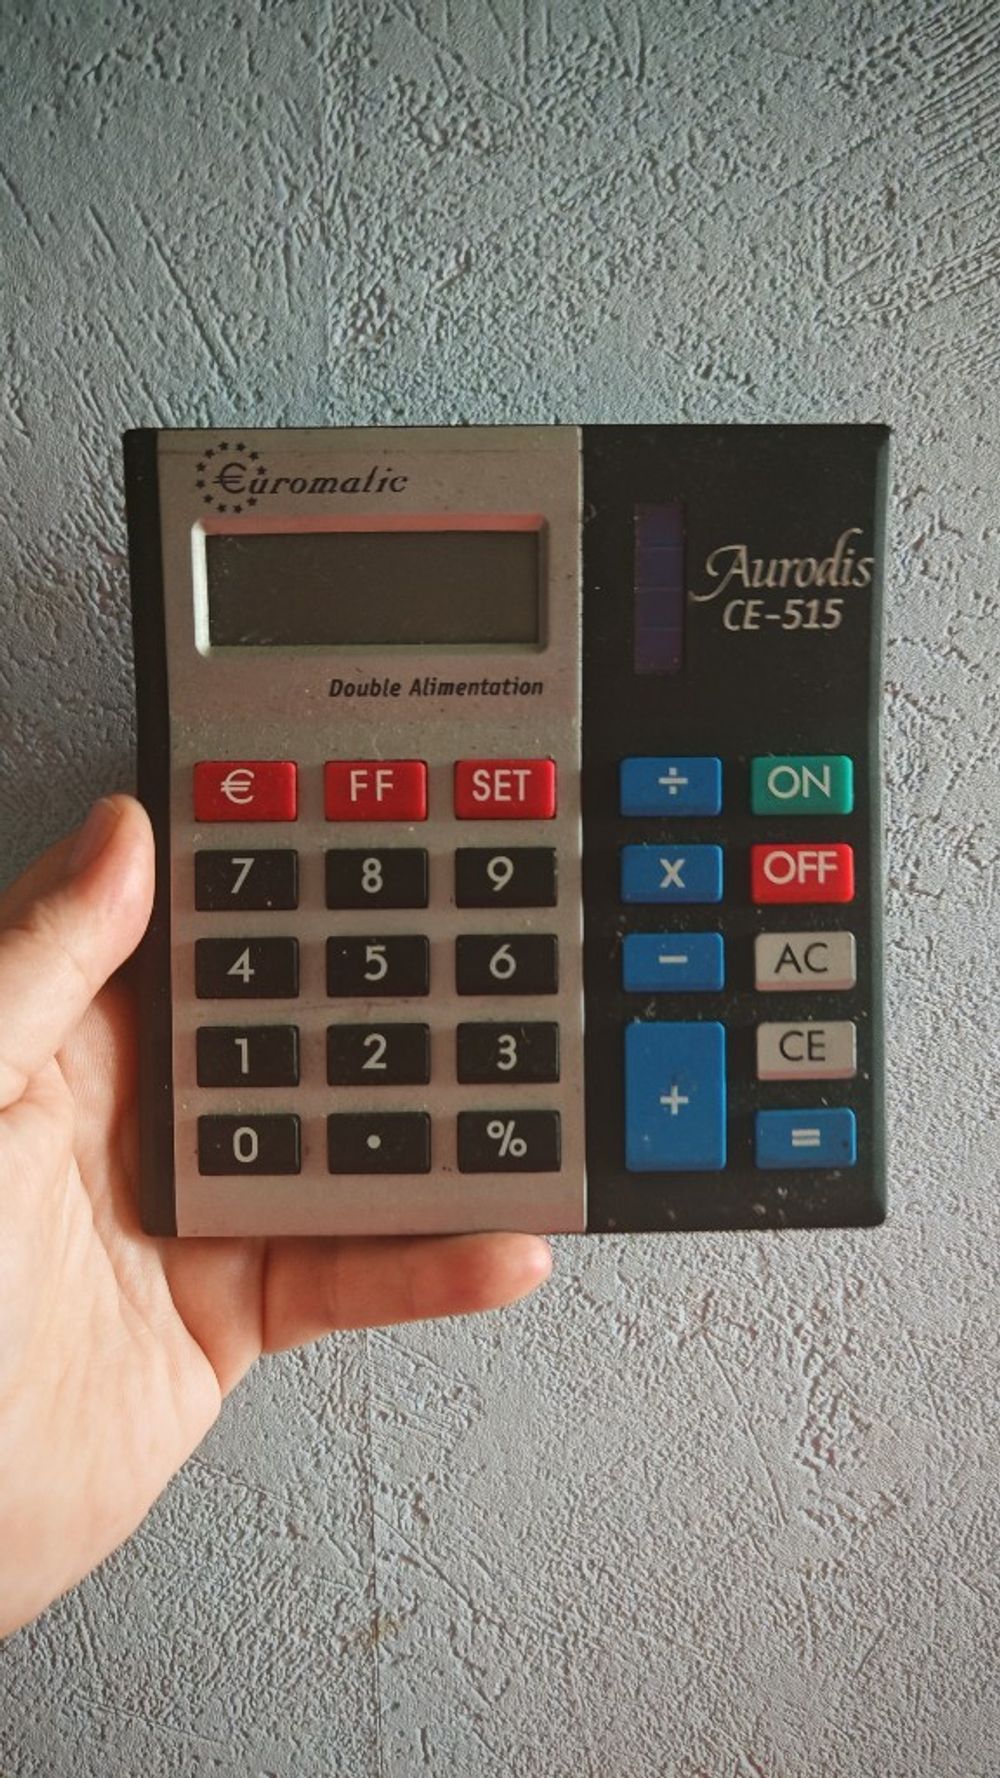 €uromatic
Aurodis
CE-515
Double Alimentation
€ FF SET ÷ ON
7 8 9 x OFF
4 5 6 − AC
1 2 3 + CE
0 . % =